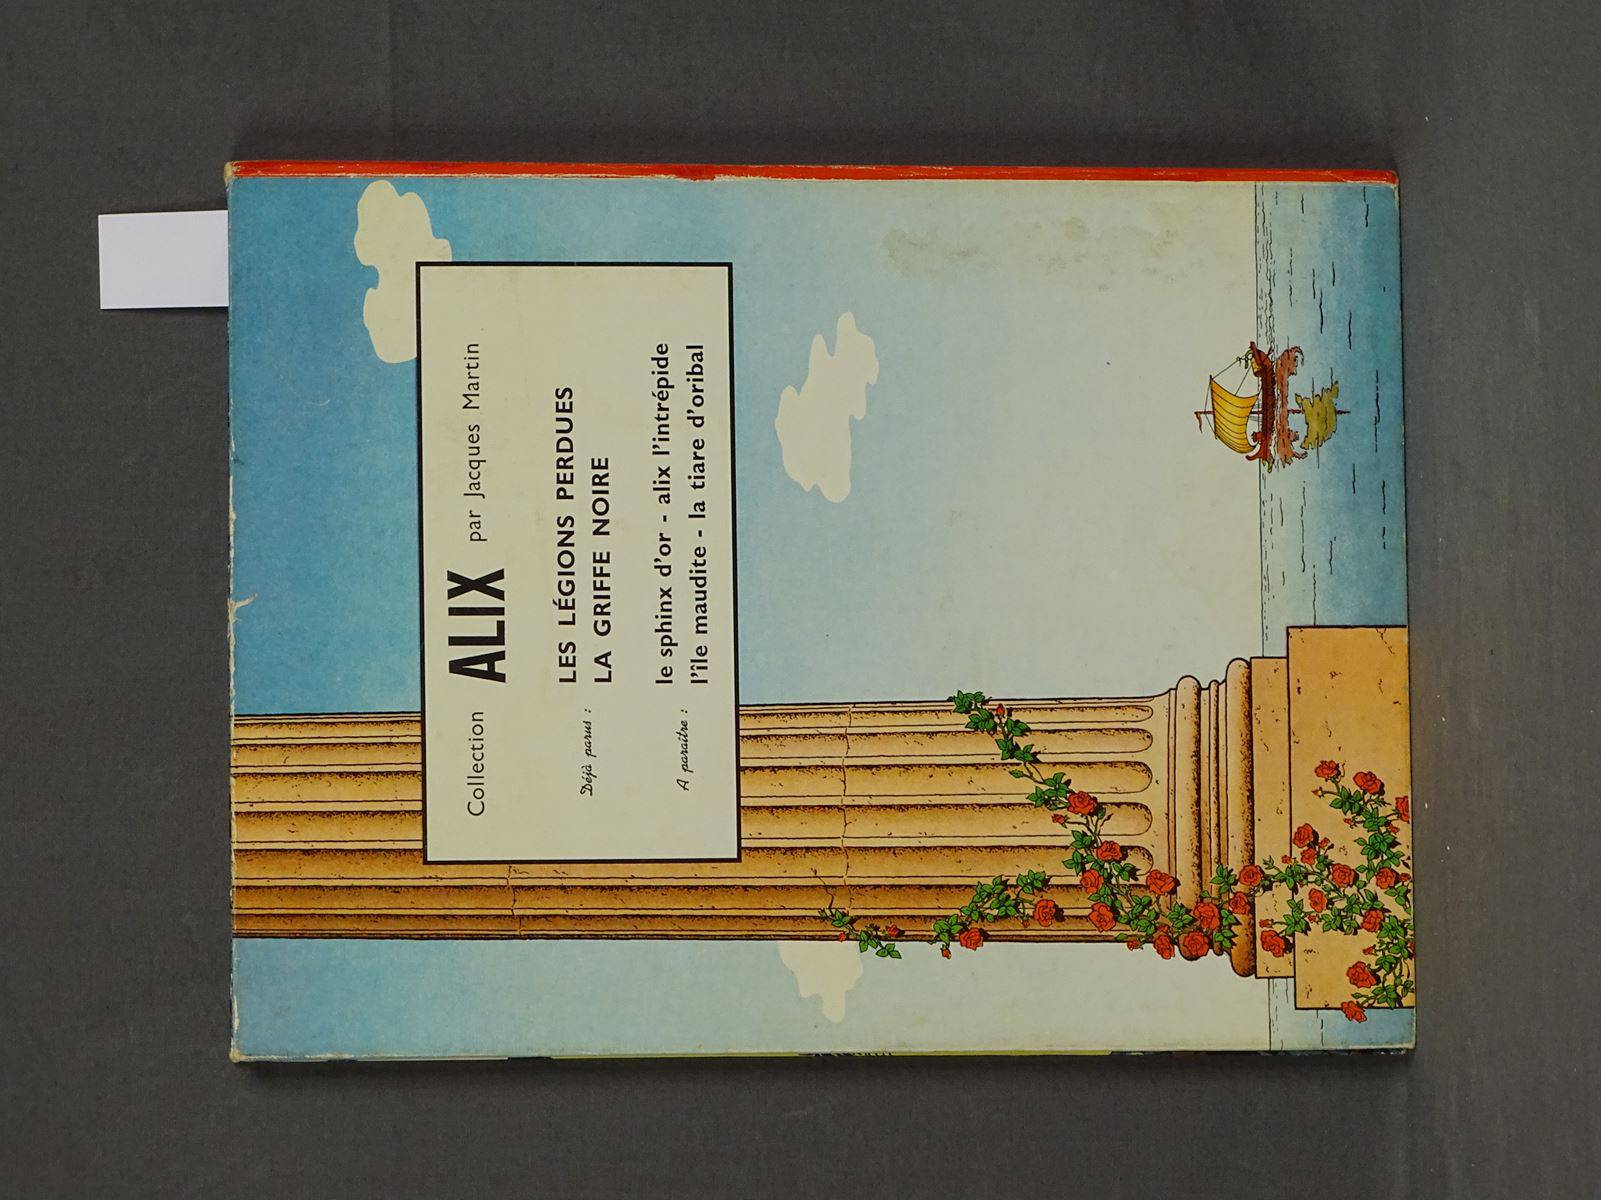 Collection ALIX par Jacques Martin
Déjà parus :
LES LÉGIONS PERDUES
LA GRIFFE NOIRE
A paraître :
le sphinx d'or - alix l'intrépide
l'île maudite - la tiare d'oribal